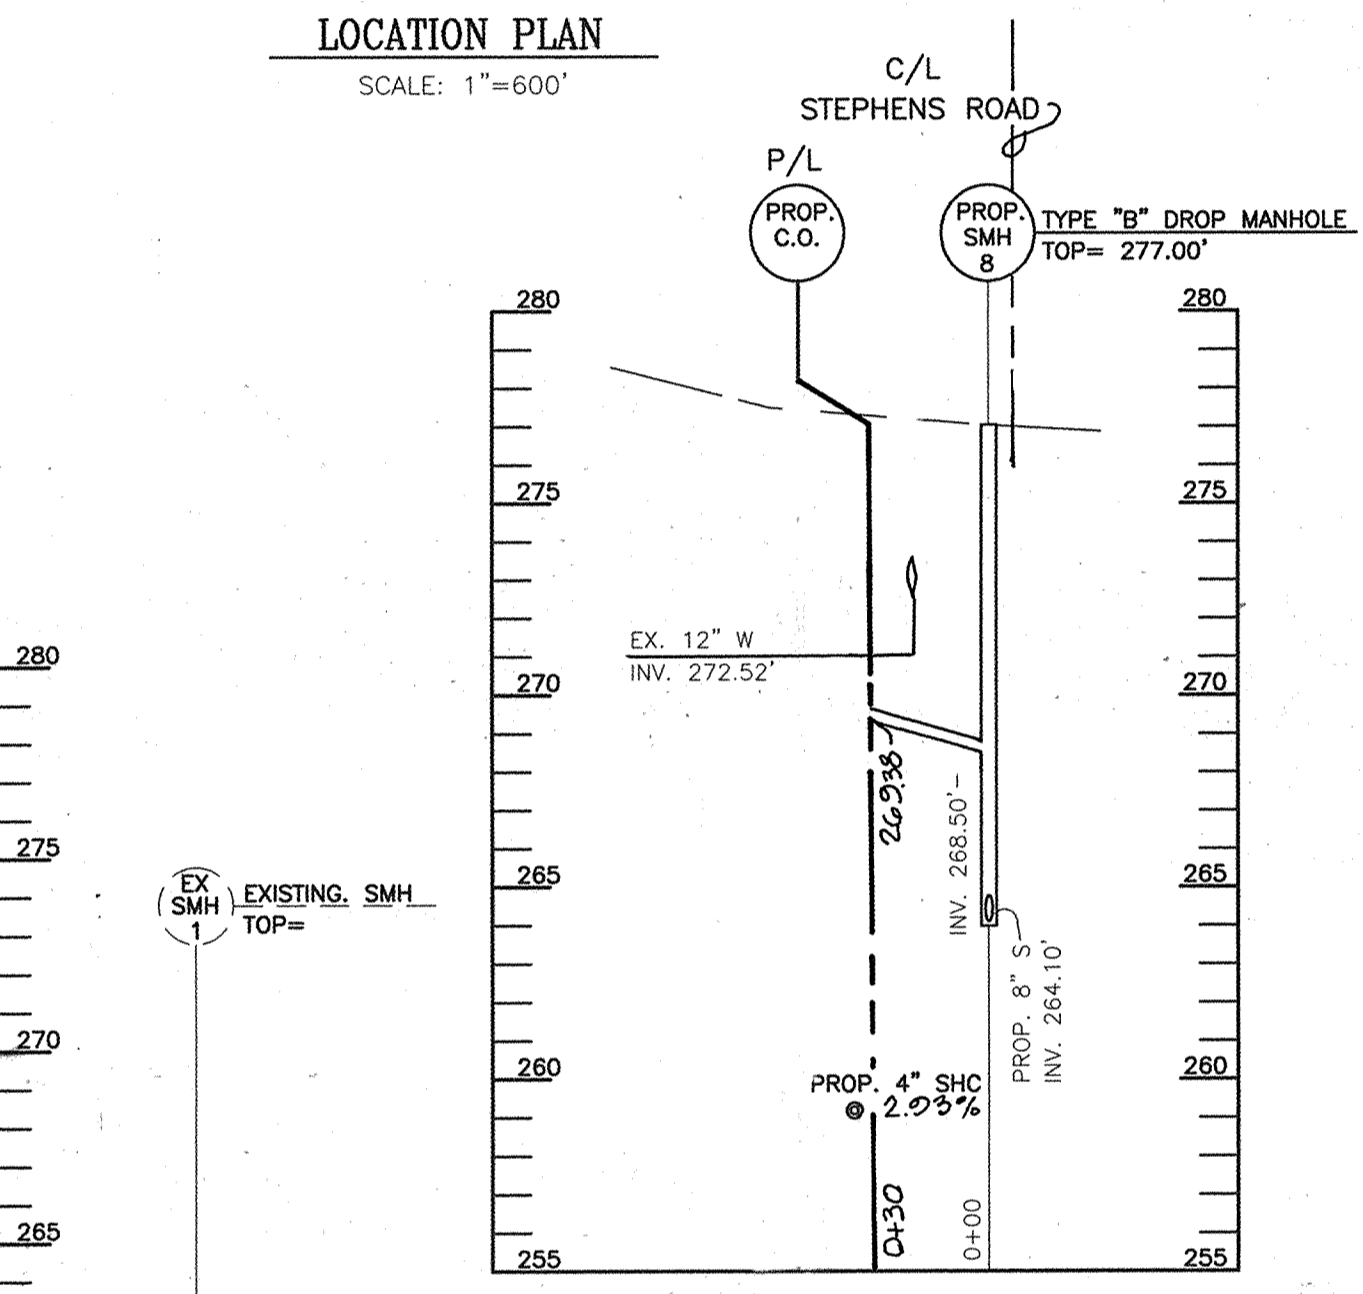 LOCATION PLAN
SCALE: 1"=600'
C/L
STEPHENS ROAD
P/L
PROP.
C.O.
PROP.
SMH
8
TYPE "B" DROP MANHOLE
TOP= 277.00'
280
275
270
265
260
255
280
275
270
265
260
255
EX. 12" W
INV. 272.52'
269.38
INV. 268.50'
PROP. 8" S
INV. 264.10'
PROP. 4" SHC
@ 2.93%
0+30
0+00
280
275
270
265
EX
SMH
1
EXISTING. SMH
TOP=